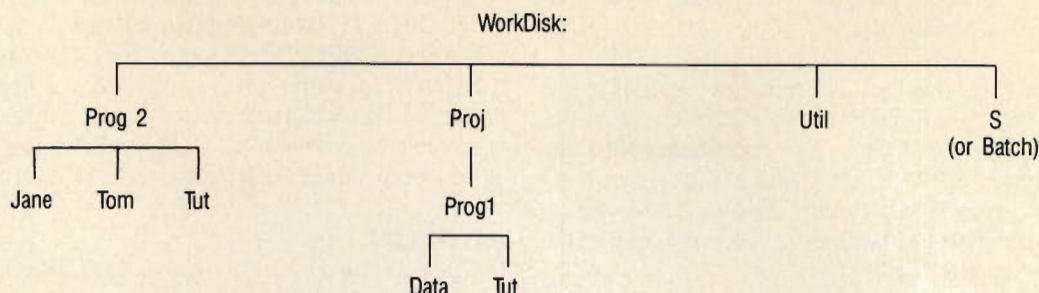 WorkDisk:
Prog 2 Proj Util S
(or Batch)
Jane Tom Tut
Prog1
Data Tut